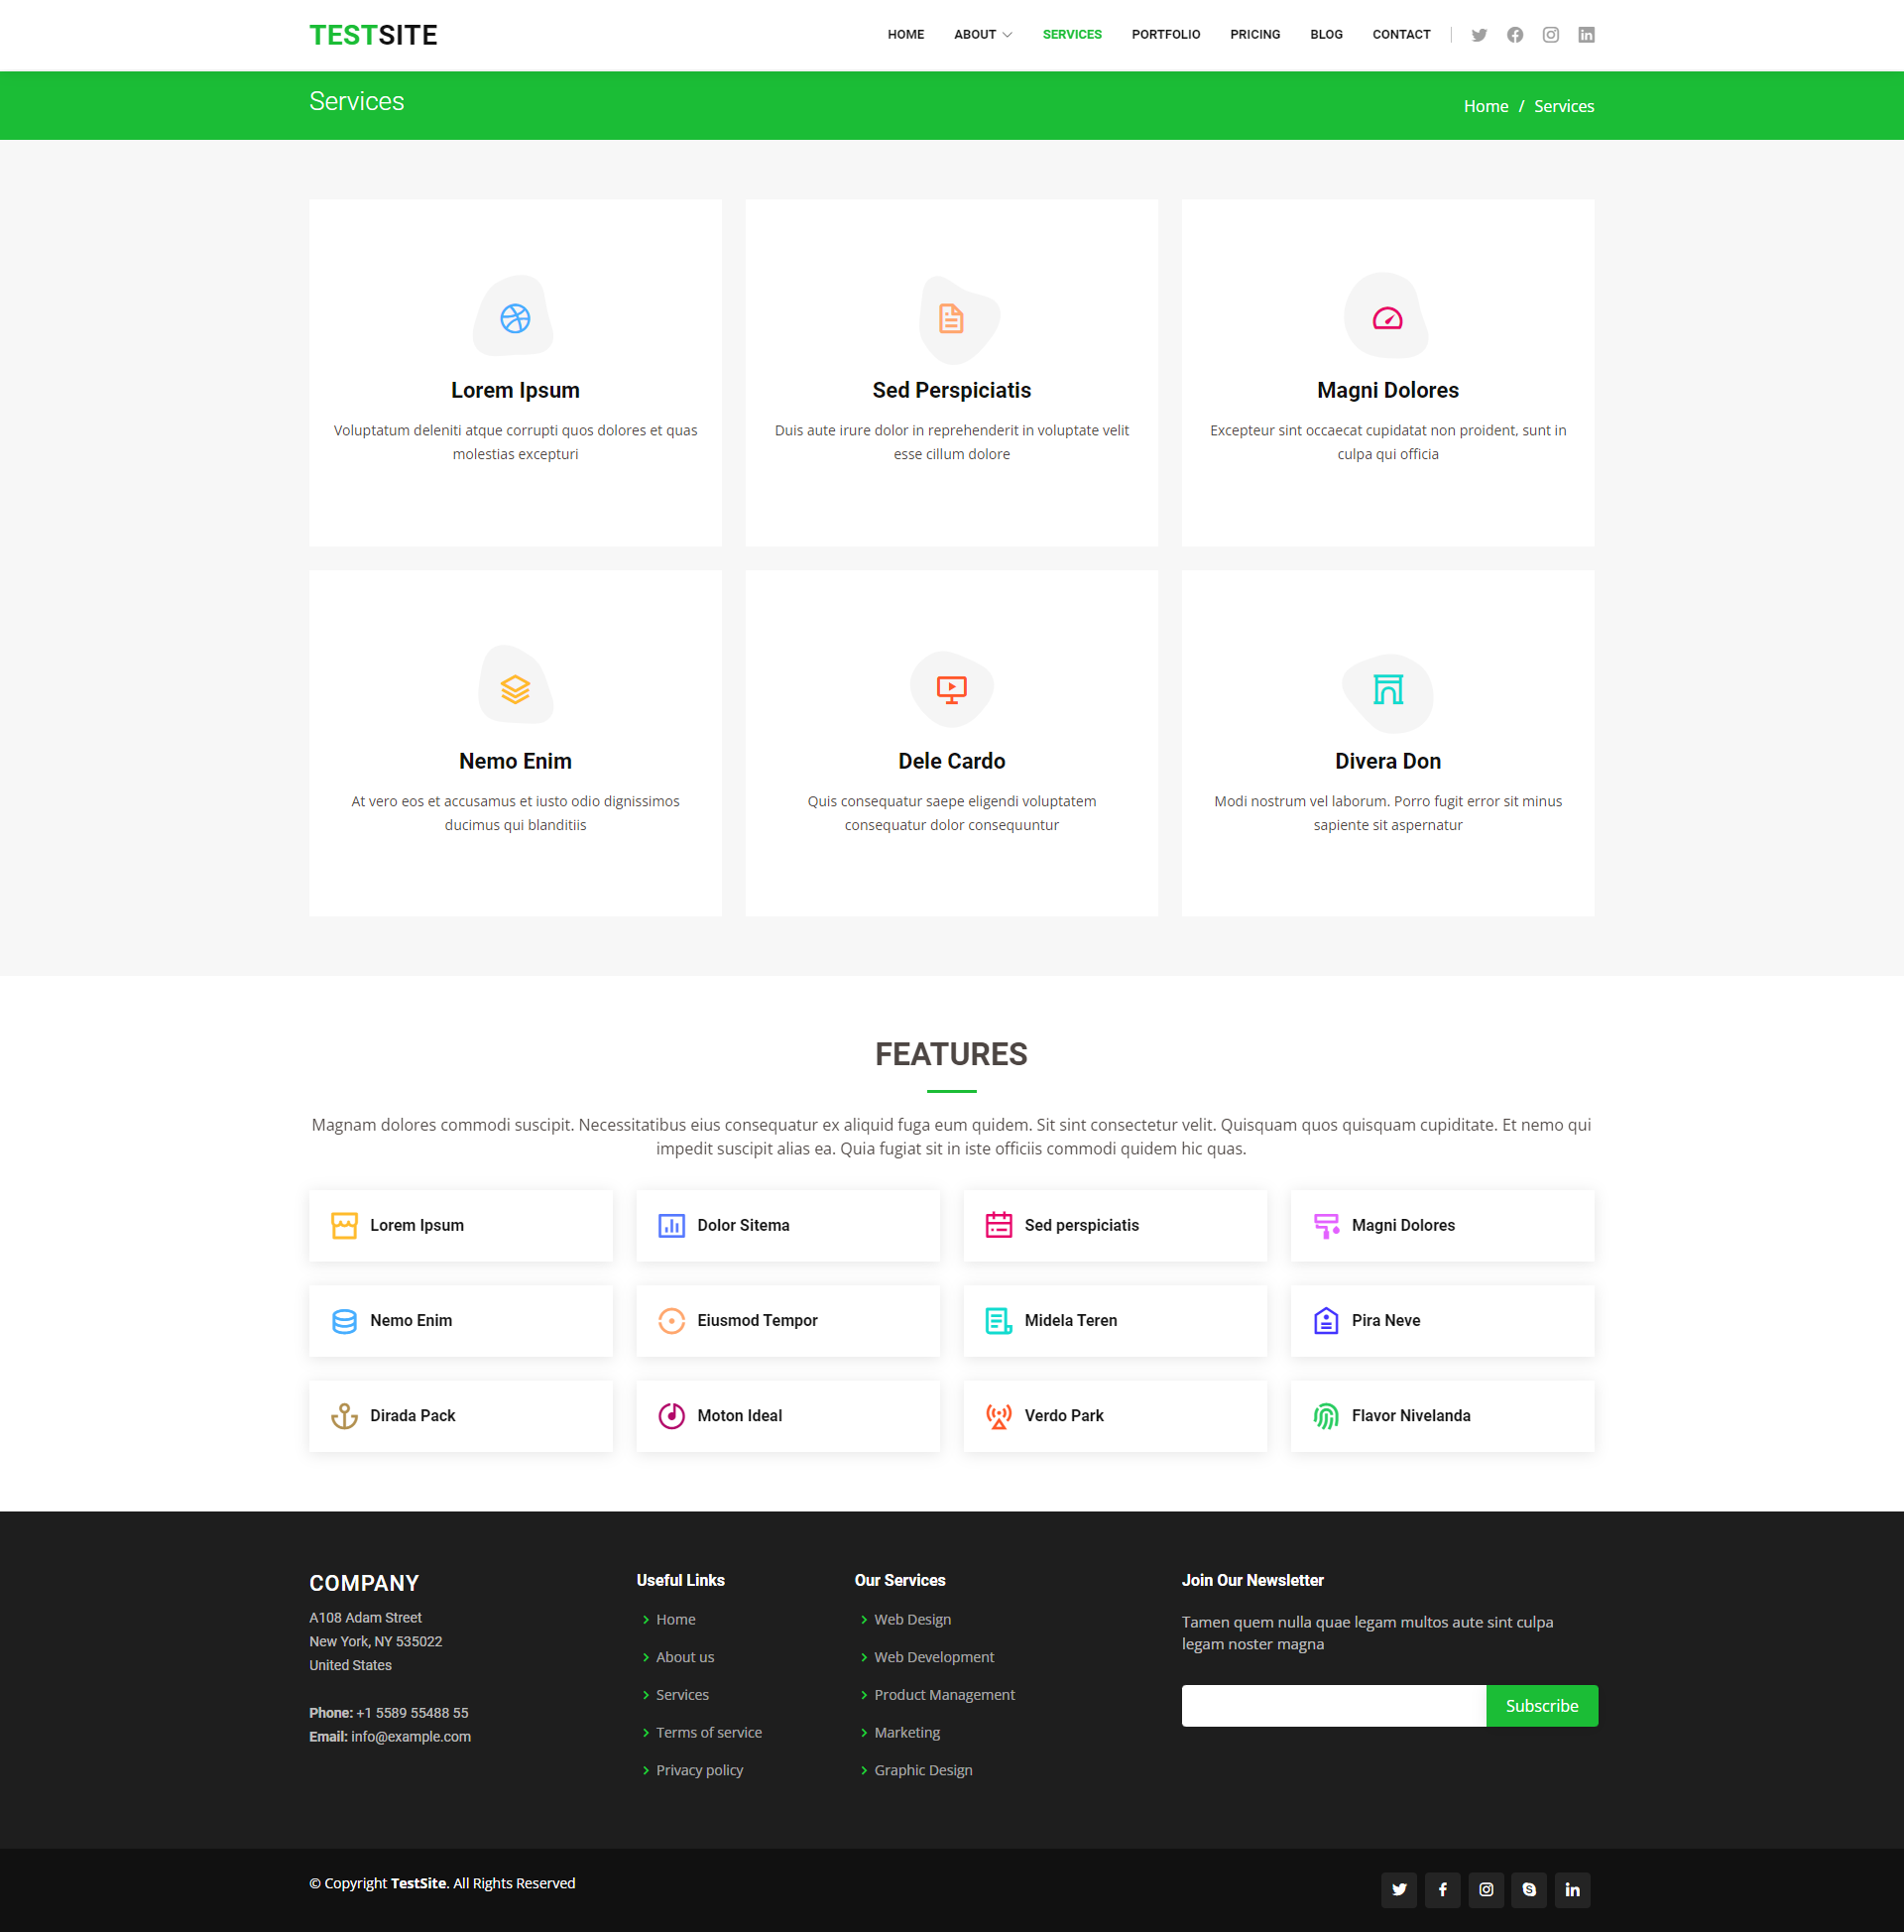 TESTSITE
HOME ABOUT SERVICES PORTFOLIO PRICING BLOG CONTACT
Services
Home / Services
Lorem Ipsum
Voluptatum deleniti atque corrupti quos dolores et quas
molestias excepturi
Sed Perspiciatis
Duis aute irure dolor in reprehenderit in voluptate velit
esse cillum dolore
Magni Dolores
Excepteur sint occaecat cupidatat non proident, sunt in
culpa qui officia
Nemo Enim
At vero eos et accusamus et iusto odio dignissimos
ducimus qui blanditiis
Dele Cardo
Quis consequatur saepe eligendi voluptatem
consequatur dolor consequuntur
Divera Don
Modi nostrum vel laborum. Porro fugit error sit minus
sapiente sit aspernatur
FEATURES
Magnam dolores commodi suscipit. Necessitatibus eius consequatur ex aliquid fuga eum quidem. Sit sint consectetur velit. Quisquam quos quisquam cupiditate. Et nemo qui
impedit suscipit alias ea. Quia fugiat sit in iste officiis commodi quidem hic quas.
Lorem Ipsum
Dolor Sitema
Sed perspiciatis
Magni Dolores
Nemo Enim
Eiusmod Tempor
Midela Teren
Pira Neve
Dirada Pack
Moton Ideal
Verdo Park
Flavor Nivelanda
COMPANY
A108 Adam Street
New York, NY 535022
United States
Phone: +1 5589 55488 55
Email: info@example.com
Useful Links
Home
About us
Services
Terms of service
Privacy policy
Our Services
Web Design
Web Development
Product Management
Marketing
Graphic Design
Join Our Newsletter
Tamen quem nulla quae legam multos aute sint culpa
legam noster magna
Subscribe
© Copyright TestSite. All Rights Reserved